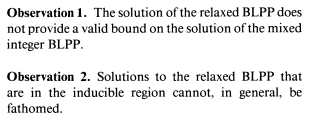 Observation 1. The solution of the relaxed BLPP does
not provide a valid bound on the solution of the mixed
integer BLPP.
Observation 2. Solutions to the relaxed BLPP that
are in the inducible region cannot, in general, be
fathomed.